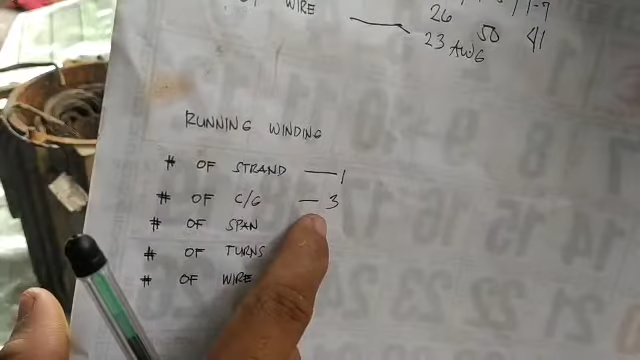 WIRE
26 50 41
23 AWG
RUNNING WINDING
# OF STRAND — 1
# OF C/G — 3
# OF SPAN
# OF TURNS
# OF WIRE